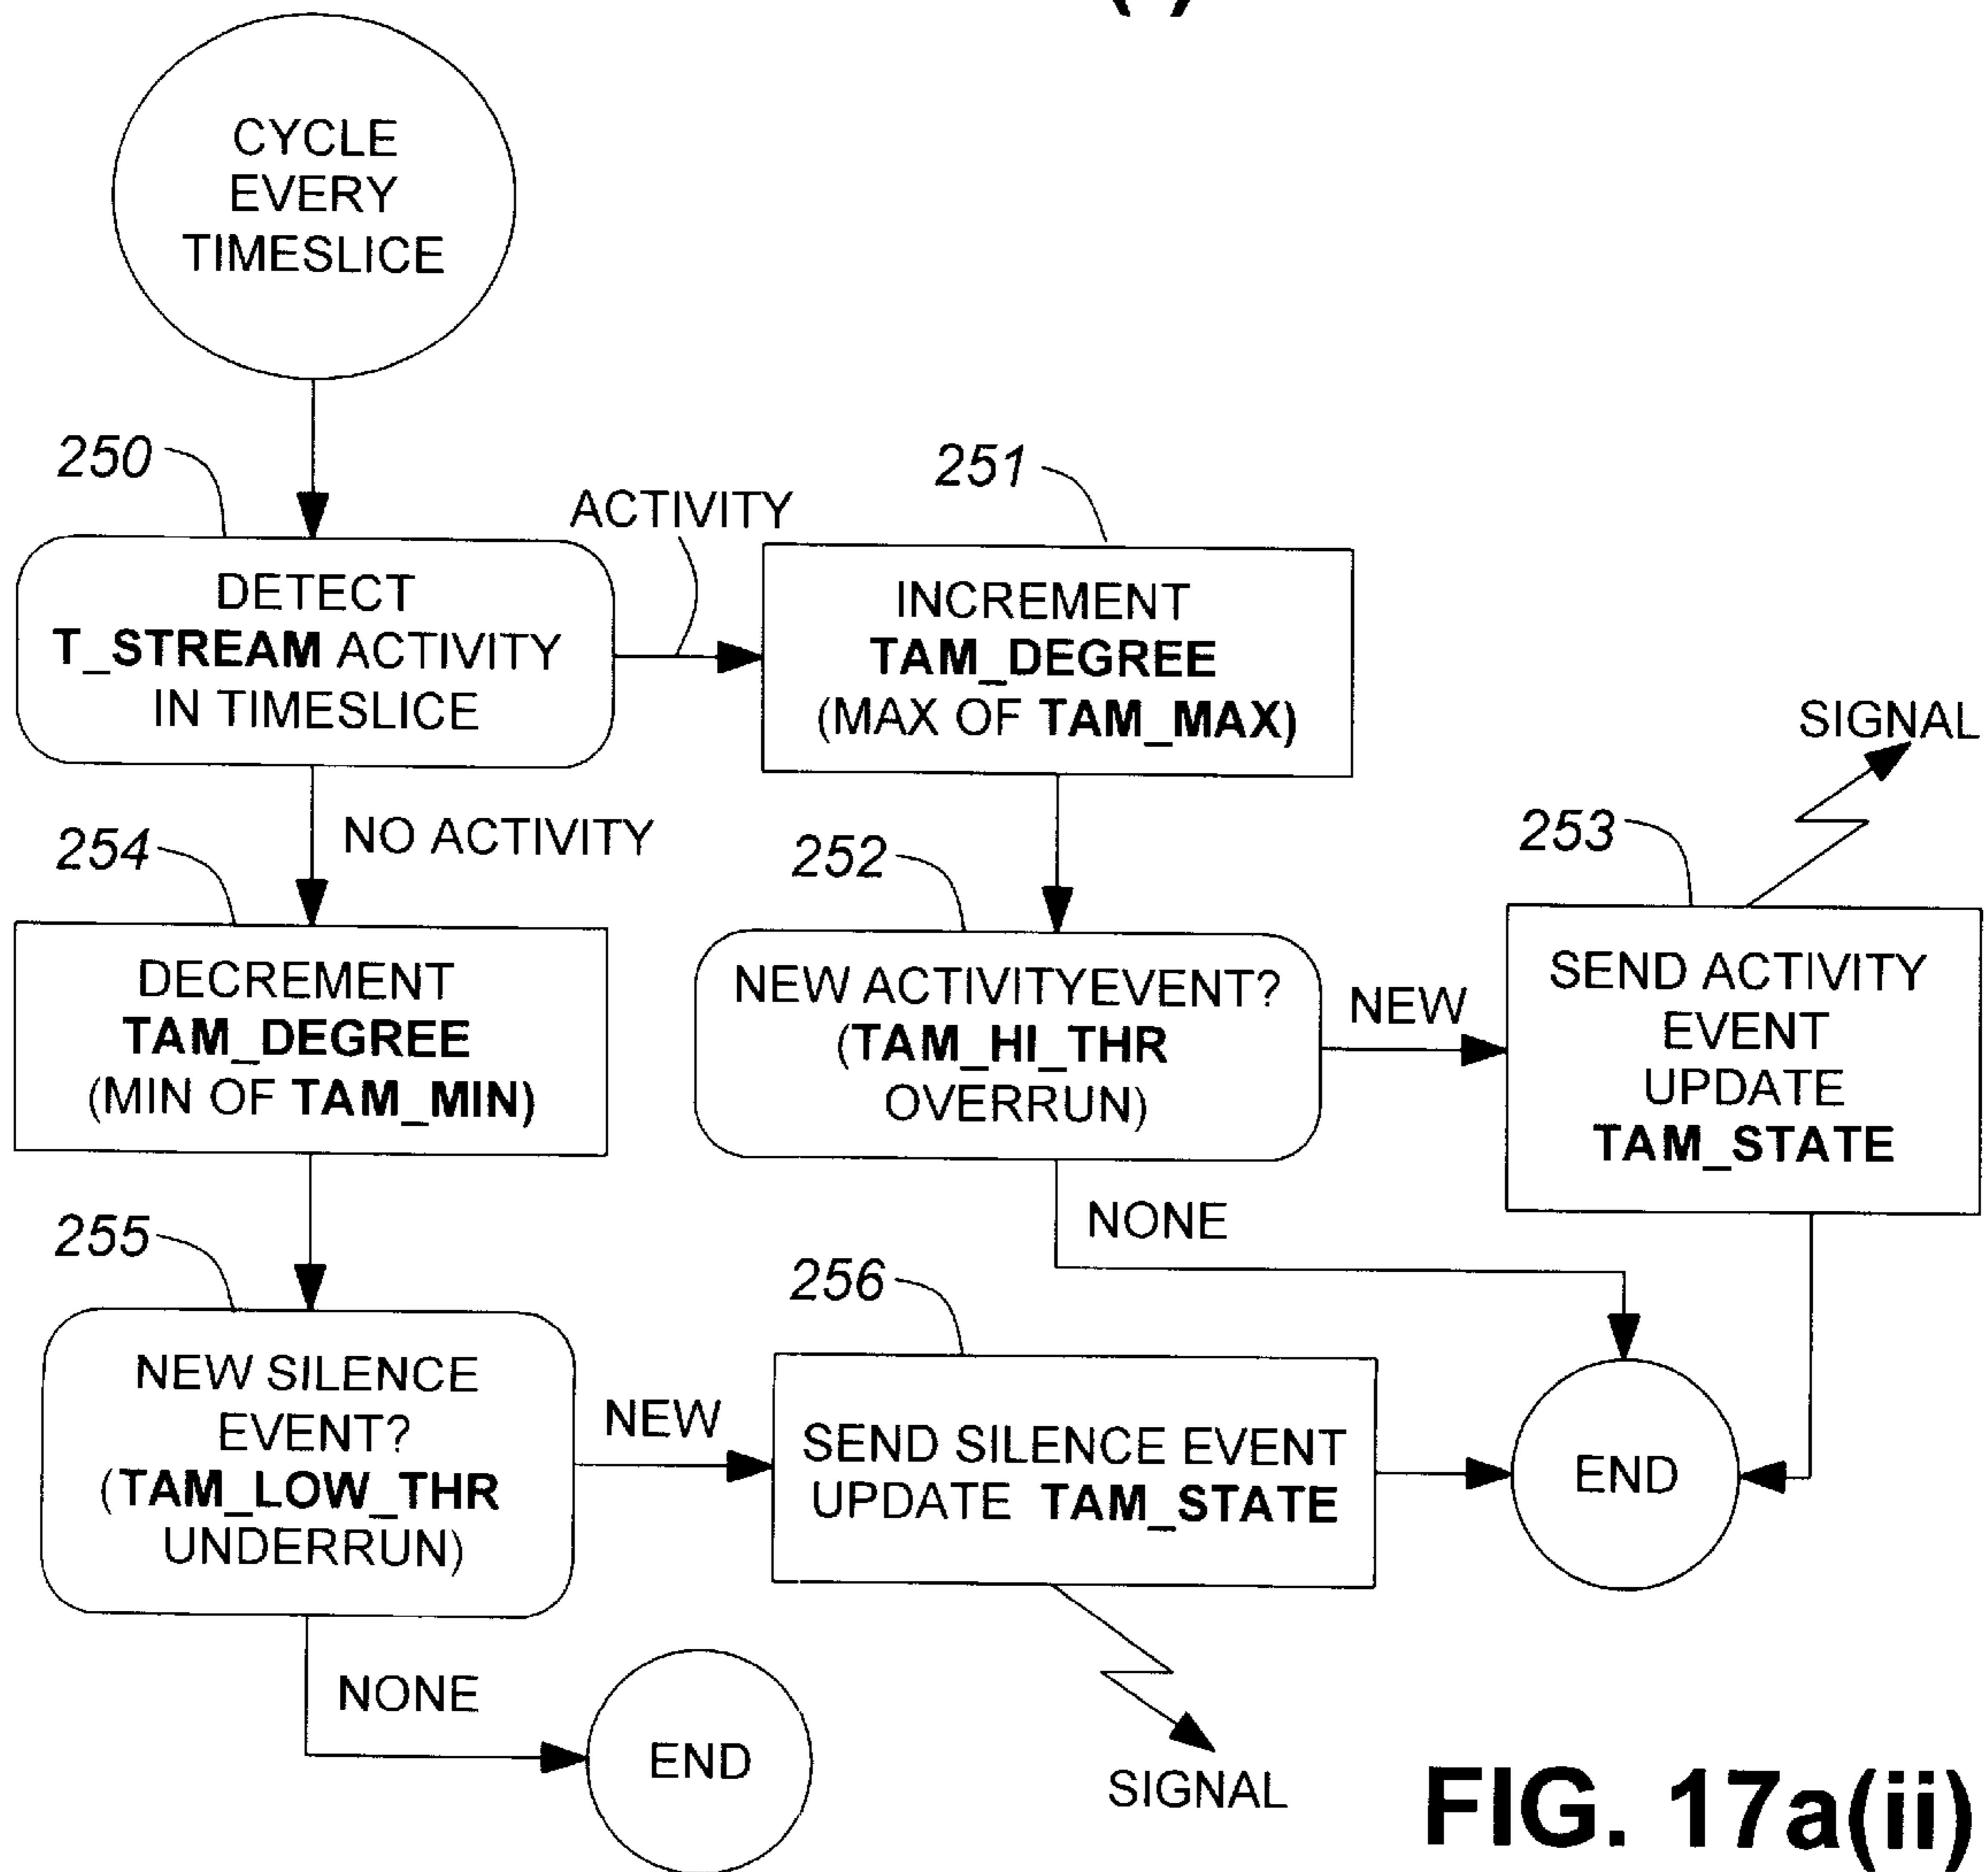 CYCLE
EVERY
TIMESLICE
250
ACTIVITY
251
DETECT
T_STREAM ACTIVITY
IN TIMESLICE
INCREMENT
TAM_DEGREE
(MAX OF TAM_MAX)
SIGNAL
NO ACTIVITY
254
252
253
DECREMENT
TAM_DEGREE
(MIN OF TAM_MIN)
NEW ACTIVITYEVENT?
(TAM_HI_THR
OVERRUN)
NEW
SEND ACTIVITY
EVENT
UPDATE
TAM_STATE
NONE
255
256
NEW SILENCE
EVENT?
(TAM_LOW_THR
UNDERRUN)
NEW
SEND SILENCE EVENT
UPDATE TAM_STATE
END
NONE
END
SIGNAL
FIG. 17a(ii)